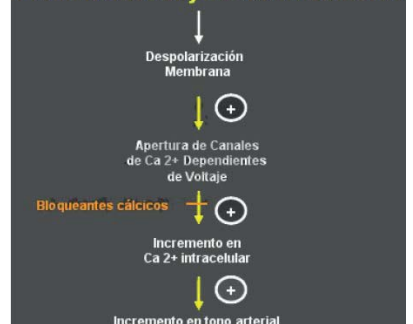 Despolarización
Membrana
+
Apertura de Canales
de Ca 2+ Dependientes
de Voltaje
Bloqueantes cálcicos
+
Incremento en
Ca 2+ intracelular
+
Incremento en tono arterial